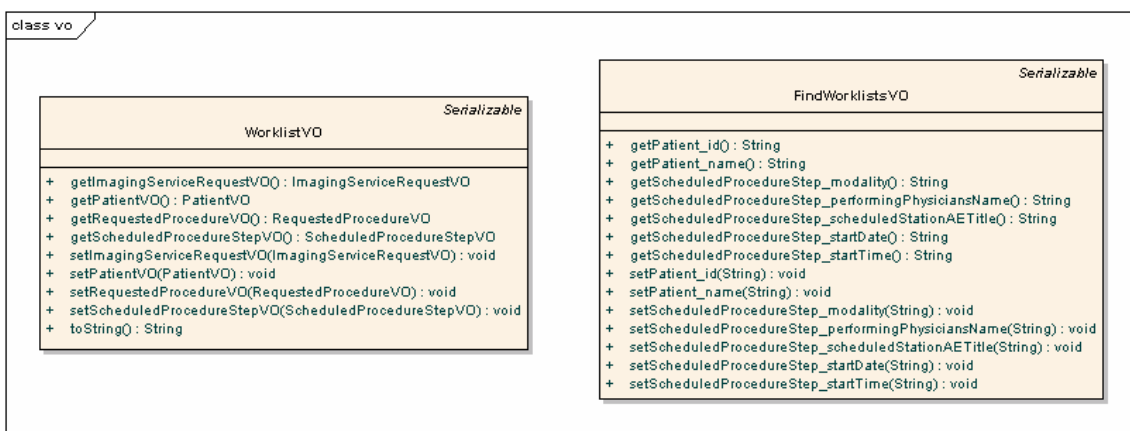 class vo
Serializable
WorklistVO
+ getImagingServiceRequestVO() : ImagingServiceRequestVO
+ getPatientVO() : PatientVO
+ getRequestedProcedureVO() : RequestedProcedureVO
+ getScheduledProcedureStepVO() : ScheduledProcedureStepVO
+ setImagingServiceRequestVO(ImagingServiceRequestVO) : void
+ setPatientVO(PatientVO) : void
+ setRequestedProcedureVO(RequestedProcedureVO) : void
+ setScheduledProcedureStepVO(ScheduledProcedureStepVO) : void
+ toString() : String
Serializable
FindWorklistsVO
+ getPatient_id() : String
+ getPatient_name() : String
+ getScheduledProcedureStep_modality() : String
+ getScheduledProcedureStep_performingPhysiciansName() : String
+ getScheduledProcedureStep_scheduledStationAETitle() : String
+ getScheduledProcedureStep_startDate() : String
+ getScheduledProcedureStep_startTime() : String
+ setPatient_id(String) : void
+ setPatient_name(String) : void
+ setScheduledProcedureStep_modality(String) : void
+ setScheduledProcedureStep_performingPhysiciansName(String) : void
+ setScheduledProcedureStep_scheduledStationAETitle(String) : void
+ setScheduledProcedureStep_startDate(String) : void
+ setScheduledProcedureStep_startTime(String) : void